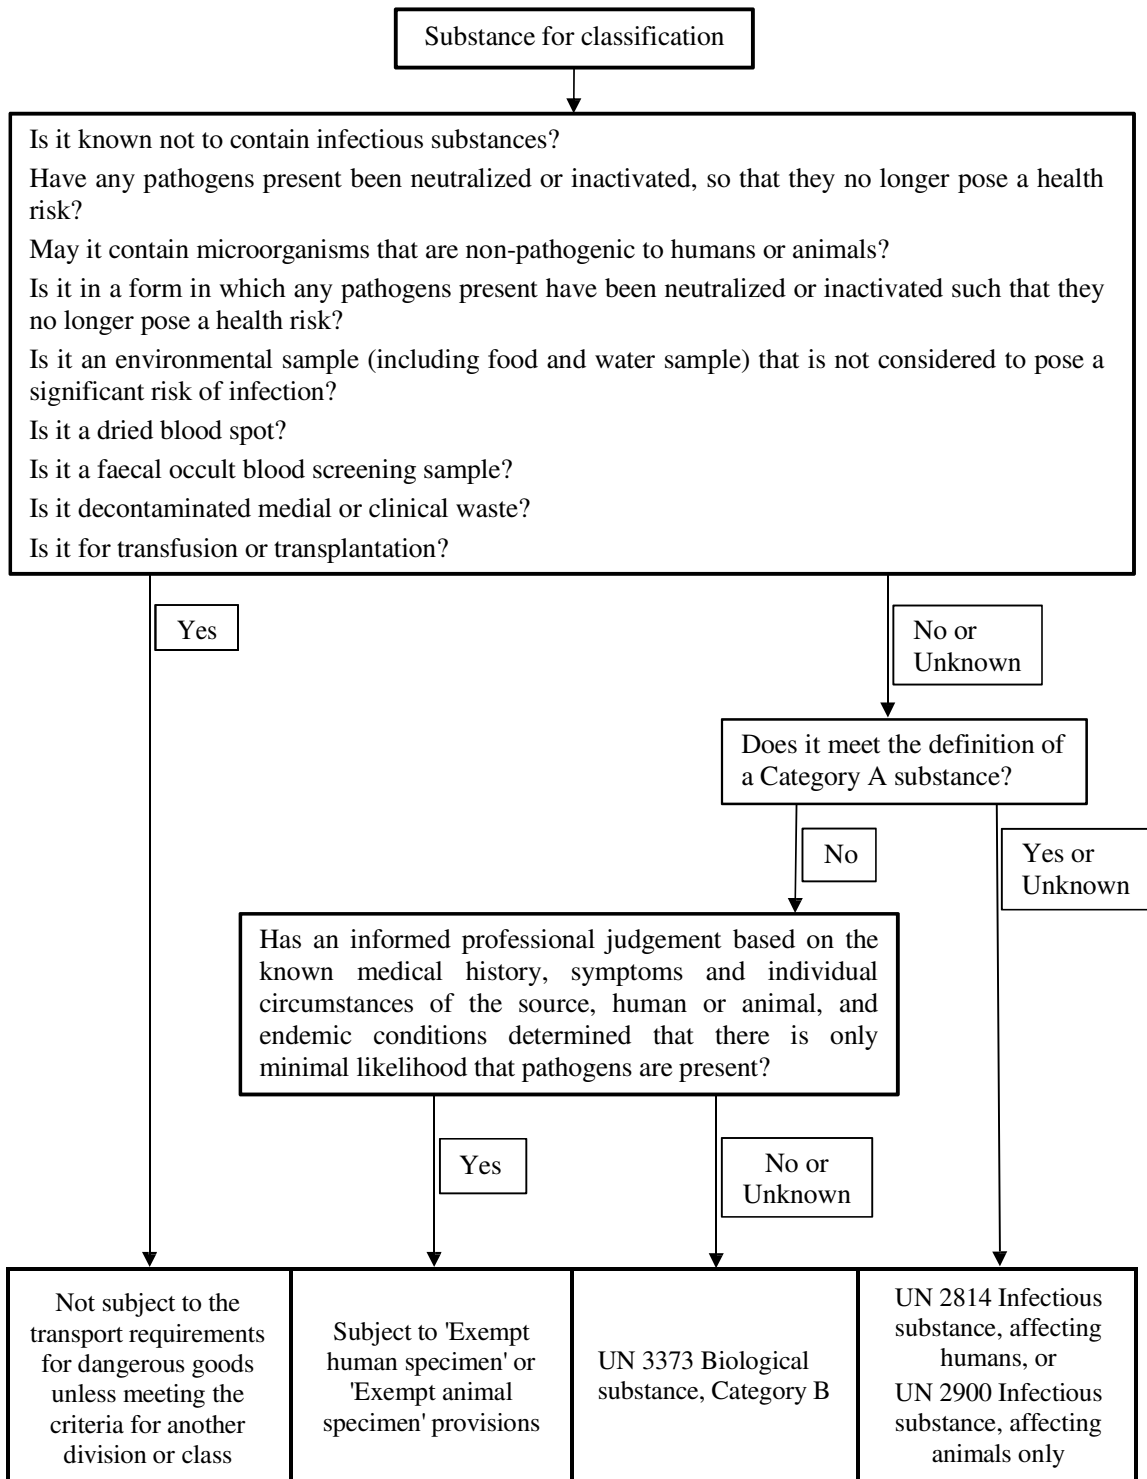 Substance for classification
Is it known not to contain infectious substances?
Have any pathogens present been neutralized or inactivated, so that they no longer pose a health
risk?
May it contain microorganisms that are non-pathogenic to humans or animals?
Is it in a form in which any pathogens present have been neutralized or inactivated such that they
no longer pose a health risk?
Is it an environmental sample (including food and water sample) that is not considered to pose a
significant risk of infection?
Is it a dried blood spot?
Is it a faecal occult blood screening sample?
Is it decontaminated medial or clinical waste?
Is it for transfusion or transplantation?
Yes
No or
Unknown
Does it meet the definition of
a Category A substance?
No
Yes or
Unknown
Has an informed professional judgement based on the
known medical history, symptoms and individual
circumstances of the source, human or animal, and
endemic conditions determined that there is only
minimal likelihood that pathogens are present?
Yes
No or
Unknown
Not subject to the
transport requirements
for dangerous goods
unless meeting the
criteria for another
division or class
Subject to 'Exempt
human specimen' or
'Exempt animal
specimen' provisions
UN 3373 Biological
substance, Category B
UN 2814 Infectious
substance, affecting
humans, or
UN 2900 Infectious
substance, affecting
animals only